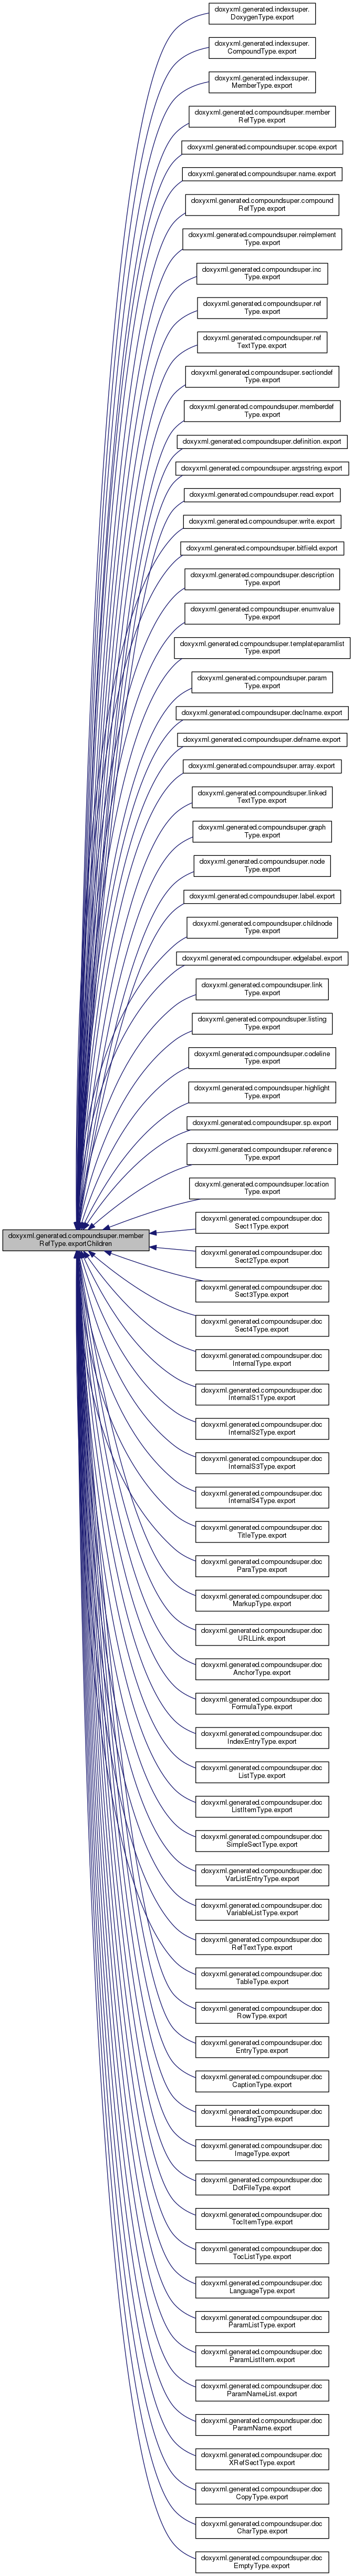 doxyxml.generated.indexsuper.
DoxygenType.export
doxyxml.generated.indexsuper.
CompoundType.export
doxyxml.generated.indexsuper.
MemberType.export
doxyxml.generated.compoundsuper.member
RefType.export
doxyxml.generated.compoundsuper.scope.export
doxyxml.generated.compoundsuper.name.export
doxyxml.generated.compoundsuper.compound
RefType.export
doxyxml.generated.compoundsuper.reimplement
Type.export
doxyxml.generated.compoundsuper.inc
Type.export
doxyxml.generated.compoundsuper.ref
Type.export
doxyxml.generated.compoundsuper.ref
TextType.export
doxyxml.generated.compoundsuper.sectiondef
Type.export
doxyxml.generated.compoundsuper.memberdef
Type.export
doxyxml.generated.compoundsuper.definition.export
doxyxml.generated.compoundsuper.argsstring.export
doxyxml.generated.compoundsuper.read.export
doxyxml.generated.compoundsuper.write.export
doxyxml.generated.compoundsuper.bitfield.export
doxyxml.generated.compoundsuper.description
Type.export
doxyxml.generated.compoundsuper.enumvalue
Type.export
doxyxml.generated.compoundsuper.templateparamlist
Type.export
doxyxml.generated.compoundsuper.param
Type.export
doxyxml.generated.compoundsuper.declname.export
doxyxml.generated.compoundsuper.defname.export
doxyxml.generated.compoundsuper.array.export
doxyxml.generated.compoundsuper.linked
TextType.export
doxyxml.generated.compoundsuper.graph
Type.export
doxyxml.generated.compoundsuper.node
Type.export
doxyxml.generated.compoundsuper.label.export
doxyxml.generated.compoundsuper.childnode
Type.export
doxyxml.generated.compoundsuper.edgelabel.export
doxyxml.generated.compoundsuper.link
Type.export
doxyxml.generated.compoundsuper.listing
Type.export
doxyxml.generated.compoundsuper.codeline
Type.export
doxyxml.generated.compoundsuper.highlight
Type.export
doxyxml.generated.compoundsuper.sp.export
doxyxml.generated.compoundsuper.reference
Type.export
doxyxml.generated.compoundsuper.location
Type.export
doxyxml.generated.compoundsuper.member
RefType.exportChildren
doxyxml.generated.compoundsuper.doc
Sect1Type.export
doxyxml.generated.compoundsuper.doc
Sect2Type.export
doxyxml.generated.compoundsuper.doc
Sect3Type.export
doxyxml.generated.compoundsuper.doc
Sect4Type.export
doxyxml.generated.compoundsuper.doc
InternalType.export
doxyxml.generated.compoundsuper.doc
InternalS1Type.export
doxyxml.generated.compoundsuper.doc
InternalS2Type.export
doxyxml.generated.compoundsuper.doc
InternalS3Type.export
doxyxml.generated.compoundsuper.doc
InternalS4Type.export
doxyxml.generated.compoundsuper.doc
TitleType.export
doxyxml.generated.compoundsuper.doc
ParaType.export
doxyxml.generated.compoundsuper.doc
MarkupType.export
doxyxml.generated.compoundsuper.doc
URLLink.export
doxyxml.generated.compoundsuper.doc
AnchorType.export
doxyxml.generated.compoundsuper.doc
FormulaType.export
doxyxml.generated.compoundsuper.doc
IndexEntryType.export
doxyxml.generated.compoundsuper.doc
ListType.export
doxyxml.generated.compoundsuper.doc
ListItemType.export
doxyxml.generated.compoundsuper.doc
SimpleSectType.export
doxyxml.generated.compoundsuper.doc
VarListEntryType.export
doxyxml.generated.compoundsuper.doc
VariableListType.export
doxyxml.generated.compoundsuper.doc
RefTextType.export
doxyxml.generated.compoundsuper.doc
TableType.export
doxyxml.generated.compoundsuper.doc
RowType.export
doxyxml.generated.compoundsuper.doc
EntryType.export
doxyxml.generated.compoundsuper.doc
CaptionType.export
doxyxml.generated.compoundsuper.doc
HeadingType.export
doxyxml.generated.compoundsuper.doc
ImageType.export
doxyxml.generated.compoundsuper.doc
DotFileType.export
doxyxml.generated.compoundsuper.doc
TocItemType.export
doxyxml.generated.compoundsuper.doc
TocListType.export
doxyxml.generated.compoundsuper.doc
LanguageType.export
doxyxml.generated.compoundsuper.doc
ParamListType.export
doxyxml.generated.compoundsuper.doc
ParamListItem.export
doxyxml.generated.compoundsuper.doc
ParamNameList.export
doxyxml.generated.compoundsuper.doc
ParamName.export
doxyxml.generated.compoundsuper.doc
XRefSectType.export
doxyxml.generated.compoundsuper.doc
CopyType.export
doxyxml.generated.compoundsuper.doc
CharType.export
doxyxml.generated.compoundsuper.doc
EmptyType.export